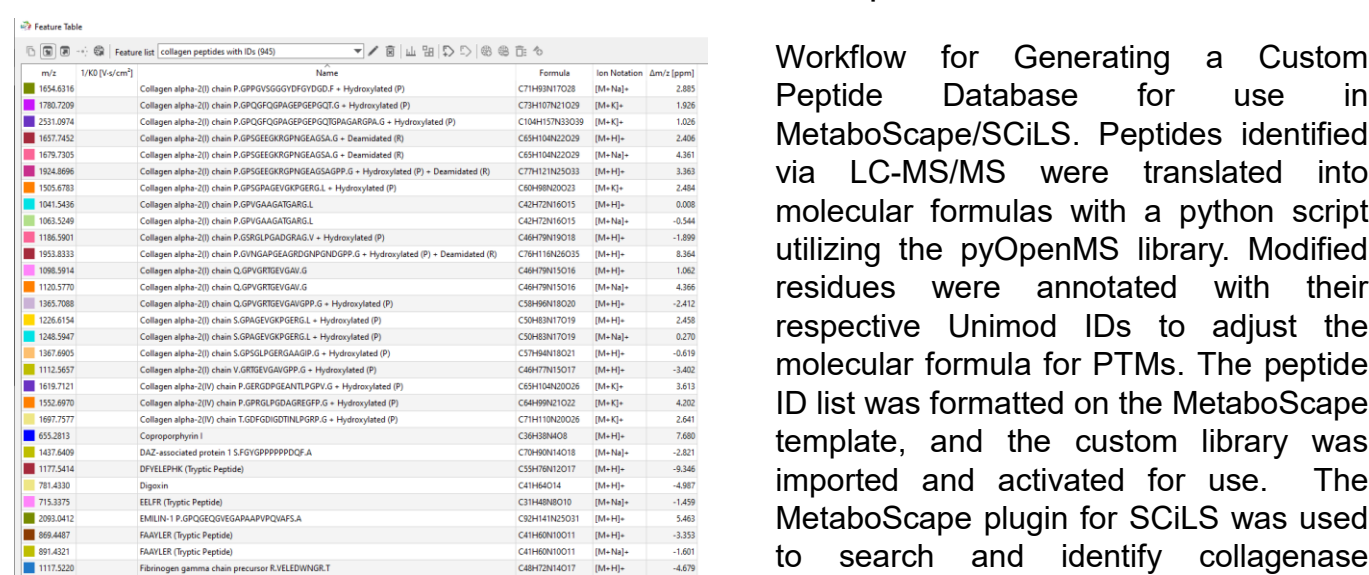 Feature Table
Feature list collagen peptides with IDs (945)
m/z 1/K0 [V·s/cm²] Name Formula Ion Notation Δm/z [ppm]
1654.6316 Collagen alpha-2(I) chain P.GPPGVSGGGYDFGYDGD.F + Hydroxylated (P) C71H93N17O28 [M+Na]+ 2.885
1780.7209 Collagen alpha-2(I) chain P.GPQGFQGPAGEPGEPGQT.G + Hydroxylated (P) C73H107N21O29 [M+K]+ 1.926
2531.0974 Collagen alpha-2(I) chain P.GPQGFQGPAGEPGEPGQTGPAGARGPA.G + Hydroxylated (P) C104H157N33O39 [M+K]+ 1.026
1657.7452 Collagen alpha-2(I) chain P.GPSGEEGKRGPNGEAGSA.G + Deamidated (R) C65H104N22O29 [M+H]+ 2.406
1679.7305 Collagen alpha-2(I) chain P.GPSGEEGKRGPNGEAGSA.G + Deamidated (R) C65H104N22O29 [M+Na]+ 4.361
1924.8696 Collagen alpha-2(I) chain P.GPSGEEGKRGPNGEAGSAGPP.G + Hydroxylated (P) + Deamidated (R) C77H121N25O33 [M+H]+ 3.363
1505.6783 Collagen alpha-2(I) chain P.GPSGPAGEVGKPGERG.L + Hydroxylated (P) C60H98N20O23 [M+K]+ 2.484
1041.5436 Collagen alpha-2(I) chain P.GPVGAAGATGARG.L C42H72N16O15 [M+H]+ 0.008
1063.5249 Collagen alpha-2(I) chain P.GPVGAAGATGARG.L C42H72N16O15 [M+Na]+ -0.544
1186.5901 Collagen alpha-2(I) chain P.GSRGLPGADGRAG.V + Hydroxylated (P) C46H79N19O18 [M+H]+ -1.899
1953.8333 Collagen alpha-2(I) chain P.GVNGAPGEAGRDGNPGNDGPP.G + Hydroxylated (P) + Deamidated (R) C76H116N26O35 [M+H]+ 8.364
1098.5914 Collagen alpha-2(I) chain Q.GPVGRTGEVGAV.G C46H79N15O16 [M+H]+ 1.062
1120.5770 Collagen alpha-2(I) chain Q.GPVGRTGEVGAV.G C46H79N15O16 [M+Na]+ 4.366
1365.7088 Collagen alpha-2(I) chain Q.GPVGRTGEVGAVGPP.G + Hydroxylated (P) C58H96N18O20 [M+H]+ -2.412
1226.6154 Collagen alpha-2(I) chain S.GPAGEVGKPGERG.L + Hydroxylated (P) C50H83N17O19 [M+H]+ 2.458
1248.5947 Collagen alpha-2(I) chain S.GPAGEVGKPGERG.L + Hydroxylated (P) C50H83N17O19 [M+Na]+ 0.270
1367.6905 Collagen alpha-2(I) chain S.GPSGLPGERGAAGIP.G + Hydroxylated (P) C57H94N18O21 [M+H]+ -0.619
1112.5657 Collagen alpha-2(I) chain V.GRTGEVGAVGPP.G + Hydroxylated (P) C46H77N15O17 [M+H]+ -3.402
1619.7121 Collagen alpha-2(IV) chain P.GERGDPGEANTLPGPV.G + Hydroxylated (P) C65H104N20O26 [M+K]+ 3.613
1552.6970 Collagen alpha-2(IV) chain P.GPRGLPGDAGREGFP.G + Hydroxylated (P) C64H99N21O22 [M+K]+ 4.202
1697.7577 Collagen alpha-2(IV) chain T.GDFGDIGDTINLPGRP.G + Hydroxylated (P) C71H110N20O26 [M+K]+ 2.641
655.2813 Coproporphyrin I C36H38N4O8 [M+H]+ 7.680
1437.6409 DAZ-associated protein 1 S.FGYGPPPPPPDQF.A C70H90N14O18 [M+Na]+ -2.821
1177.5414 DFYELEPHK (Tryptic Peptide) C55H76N12O17 [M+H]+ -9.346
781.4330 Digoxin C41H64O14 [M+H]+ -4.987
715.3375 EELFR (Tryptic Peptide) C31H48N8O10 [M+Na]+ -1.459
2093.0412 EMILIN-1 P.GPQGEQGVEGAPAAPVPQVAFS.A C92H141N25O31 [M+H]+ 5.463
869.4487 FAAYLER (Tryptic Peptide) C41H60N10O11 [M+H]+ -3.353
891.4321 FAAYLER (Tryptic Peptide) C41H60N10O11 [M+Na]+ -1.601
1117.5220 Fibrinogen gamma chain precursor R.VELEDWNGR.T C48H72N14O17 [M+H]+ -4.679
Workflow for Generating a Custom
Peptide Database for use in
MetaboScape/SCiLS. Peptides identified
via LC-MS/MS were translated into
molecular formulas with a python script
utilizing the pyOpenMS library. Modified
residues were annotated with their
respective Unimod IDs to adjust the
molecular formula for PTMs. The peptide
ID list was formatted on the MetaboScape
template, and the custom library was
imported and activated for use. The
MetaboScape plugin for SCiLS was used
to search and identify collagenase